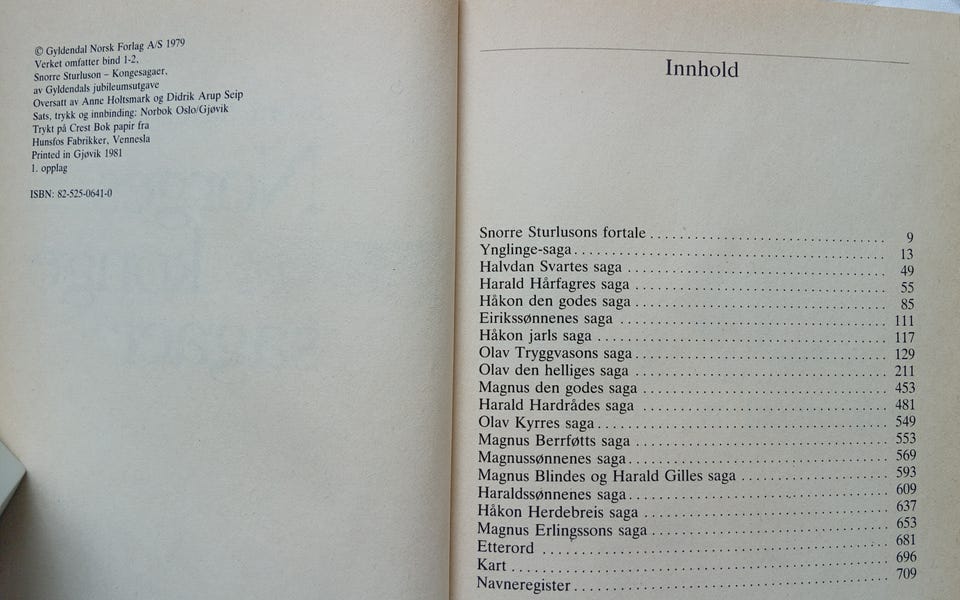 © Gyldendal Norsk Forlag A/S 1979
Verket omfatter bind 1-2,
Snorre Sturluson – Kongesagaer,
av Gyldendals jubileumsutgave
Oversatt av Anne Holtsmark og Didrik Arup Seip
Sats, trykk og innbinding: Norbok Oslo/Gjøvik
Trykt på Crest Bok papir fra
Hunsfos Fabrikker, Vennesla
Printed in Gjøvik 1981
1. opplag
ISBN: 82-525-0641-0
Innhold
Snorre Sturlusons fortale 9
Ynglinge-saga 13
Halvdan Svartes saga 49
Harald Hårfagres saga 55
Håkon den godes saga 85
Eirikssønnenes saga 111
Håkon jarls saga 117
Olav Tryggvasons saga 129
Olav den helliges saga 211
Magnus den godes saga 453
Harald Hardrådes saga 481
Olav Kyrres saga 549
Magnus Berrføtts saga 553
Magnussønnenes saga 569
Magnus Blindes og Harald Gilles saga 593
Haraldssønnenes saga 609
Håkon Herdebreis saga 637
Magnus Erlingssons saga 653
Etterord 681
Kart 696
Navneregister 709